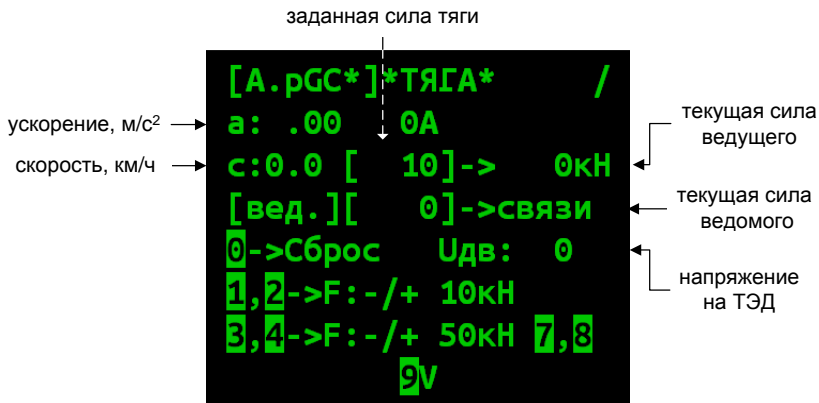 заданная сила тяги
[A.pGC*]*ТЯГА* /
ускорение, м/с²
a: .00 0A
текущая сила
ведущего
скорость, км/ч
c:0.0 [ 10]-> 0кН
[вед.][ 0]->связи
текущая сила
ведомого
0->Сброс Uдв: 0
напряжение
на ТЭД
1,2->F:-/+ 10кН
3,4->F:-/+ 50кН 7,8
9V